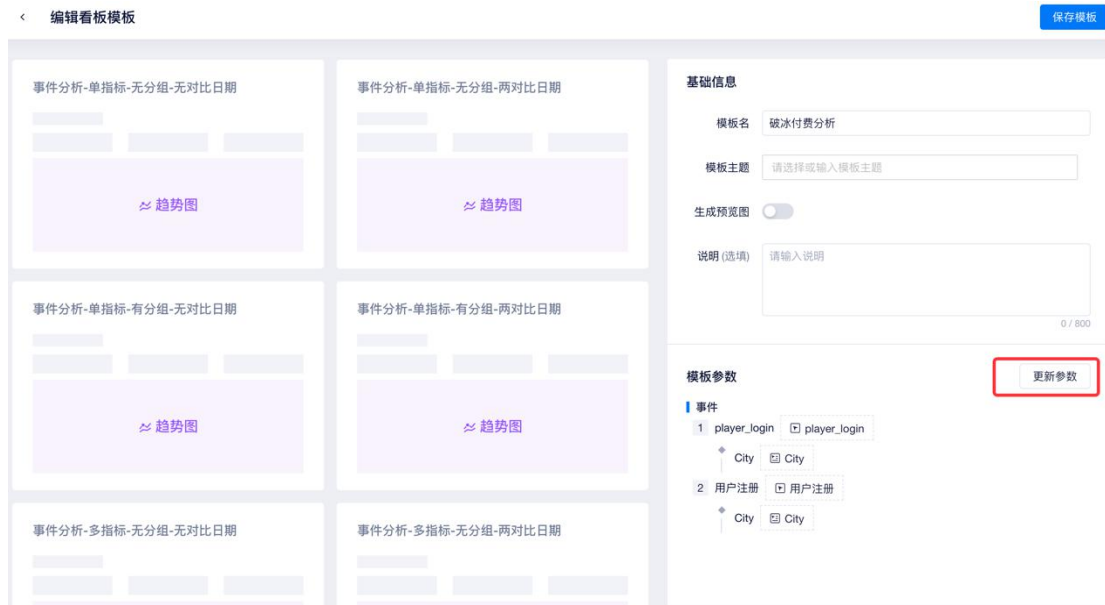 编辑看板模板
保存模板
事件分析-单指标-无分组-无对比日期
趋势图
事件分析-单指标-无分组-两对比日期
趋势图
事件分析-单指标-有分组-无对比日期
趋势图
事件分析-单指标-有分组-两对比日期
趋势图
事件分析-多指标-无分组-无对比日期
事件分析-多指标-无分组-两对比日期
基础信息
模板名 破冰付费分析
模板主题 请选择或输入模板主题
生成预览图
说明 (选填) 请输入说明
0 / 800
模板参数 更新参数
事件
1 player_login player_login
City City
2 用户注册 用户注册
City City